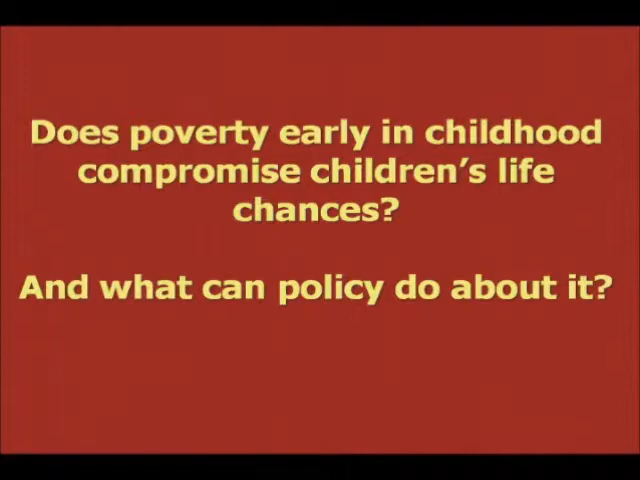 Does poverty early in childhood
compromise children’s life
chances?
And what can policy do about it?